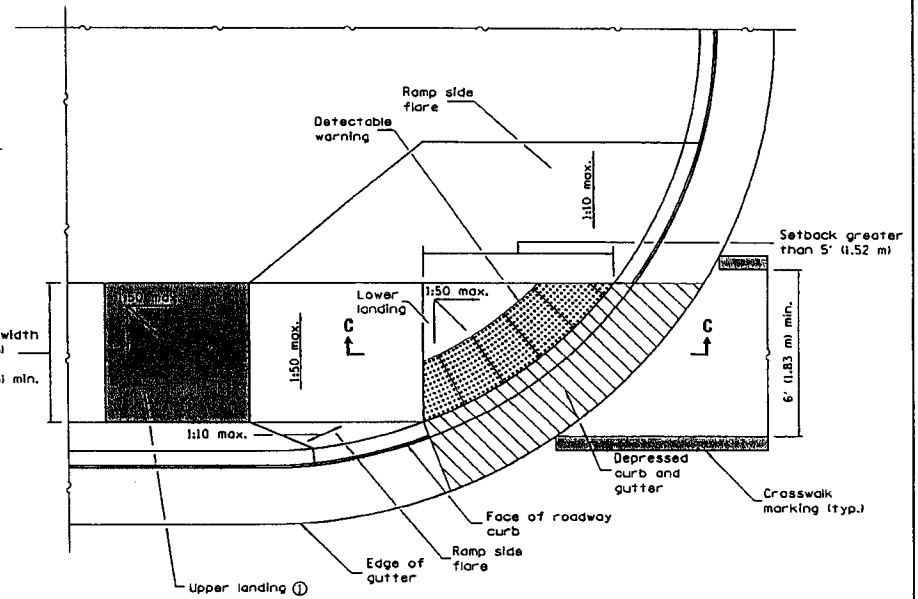 Ramp side
flare
Detectable
warning
1:10 max.
Setback greater
than 5' (1.52 m)
1:50 max.
Lower
landing
1:50 max.
width
min.
C
1:50 max.
C
6' (1.83 m) min.
1:10 max.
Depressed
curb and
gutter
Crosswalk
marking (typ.)
Face of roadway
curb
Ramp side
flare
Edge of
gutter
Upper landing ①